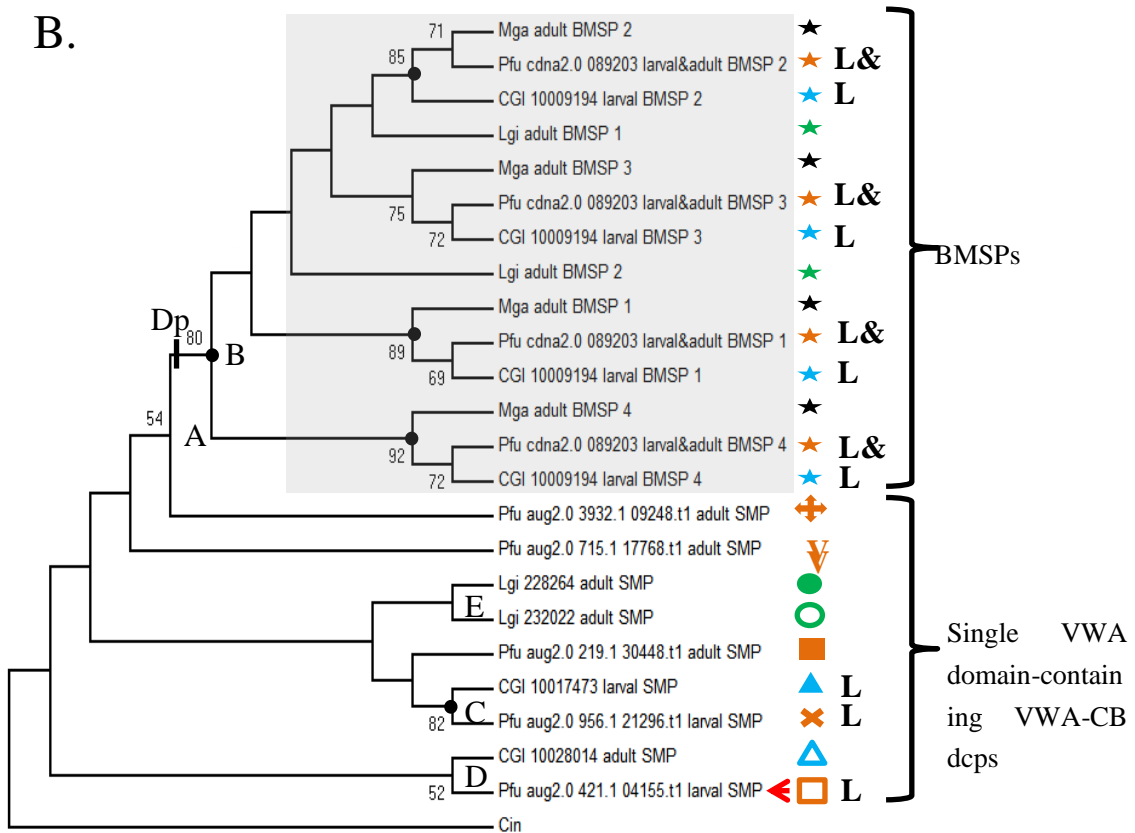 B.
71
Mga adult BMSP 2
85
Pfu cdna2.0 089203 larval&adult BMSP 2 L&
CGI 10009194 larval BMSP 2 L
Lgi adult BMSP 1
Mga adult BMSP 3
Pfu cdna2.0 089203 larval&adult BMSP 3 L&
75
72
CGI 10009194 larval BMSP 3 L
BMSPs
Lgi adult BMSP 2
Mga adult BMSP 1
Dp
80
B
Pfu cdna2.0 089203 larval&adult BMSP 1 L&
89
69
CGI 10009194 larval BMSP 1 L
54
A
Mga adult BMSP 4
Pfu cdna2.0 089203 larval&adult BMSP 4 L&
92
72
CGI 10009194 larval BMSP 4 L
Pfu aug2.0 3932.1 09248.t1 adult SMP
Pfu aug2.0 715.1 17768.t1 adult SMP
Lgi 228264 adult SMP
E
Lgi 232022 adult SMP
Pfu aug2.0 219.1 30448.t1 adult SMP
CGI 10017473 larval SMP L
82
C
Pfu aug2.0 956.1 21296.t1 larval SMP L
CGI 10028014 adult SMP
D
52
Pfu aug2.0 421.1 04155.t1 larval SMP L
Cin
Single VWA
domain-contain
ing VWA-CB
dcps